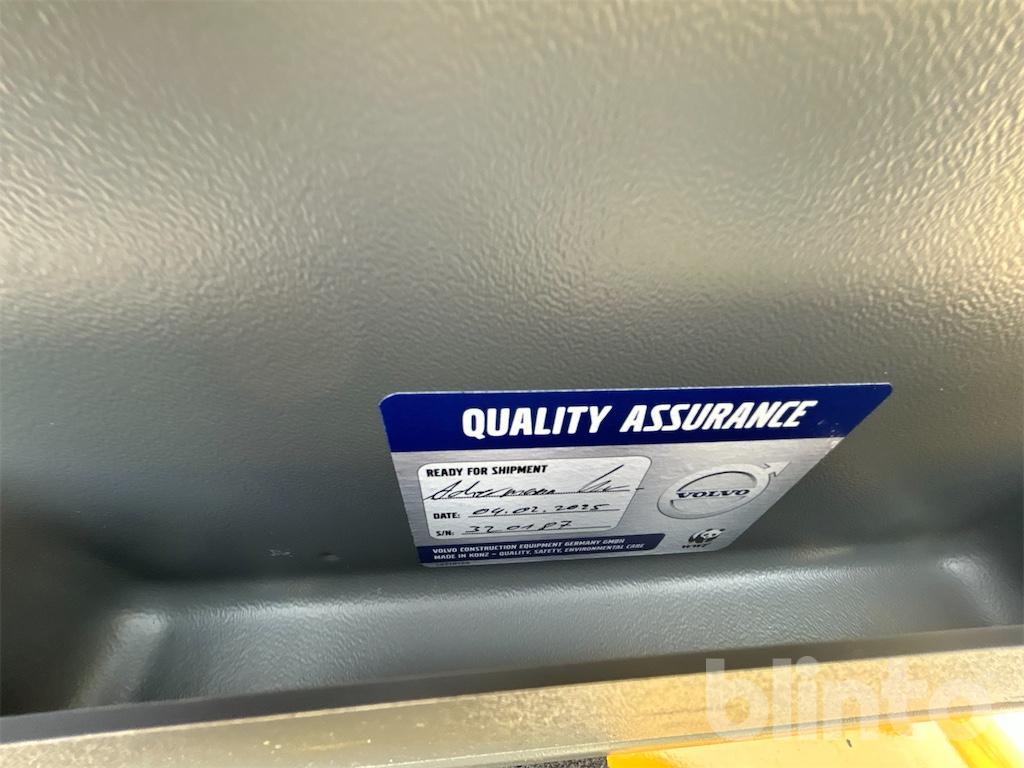 QUALITY ASSURANCE
READY FOR SHIPMENT
DATE: 04.02.2025
S/N: 320187
VOLVO
WWF
VOLVO CONSTRUCTION EQUIPMENT GERMANY GMBH
MADE IN KONZ - QUALITY, SAFETY, ENVIRONMENTAL CARE
blinto